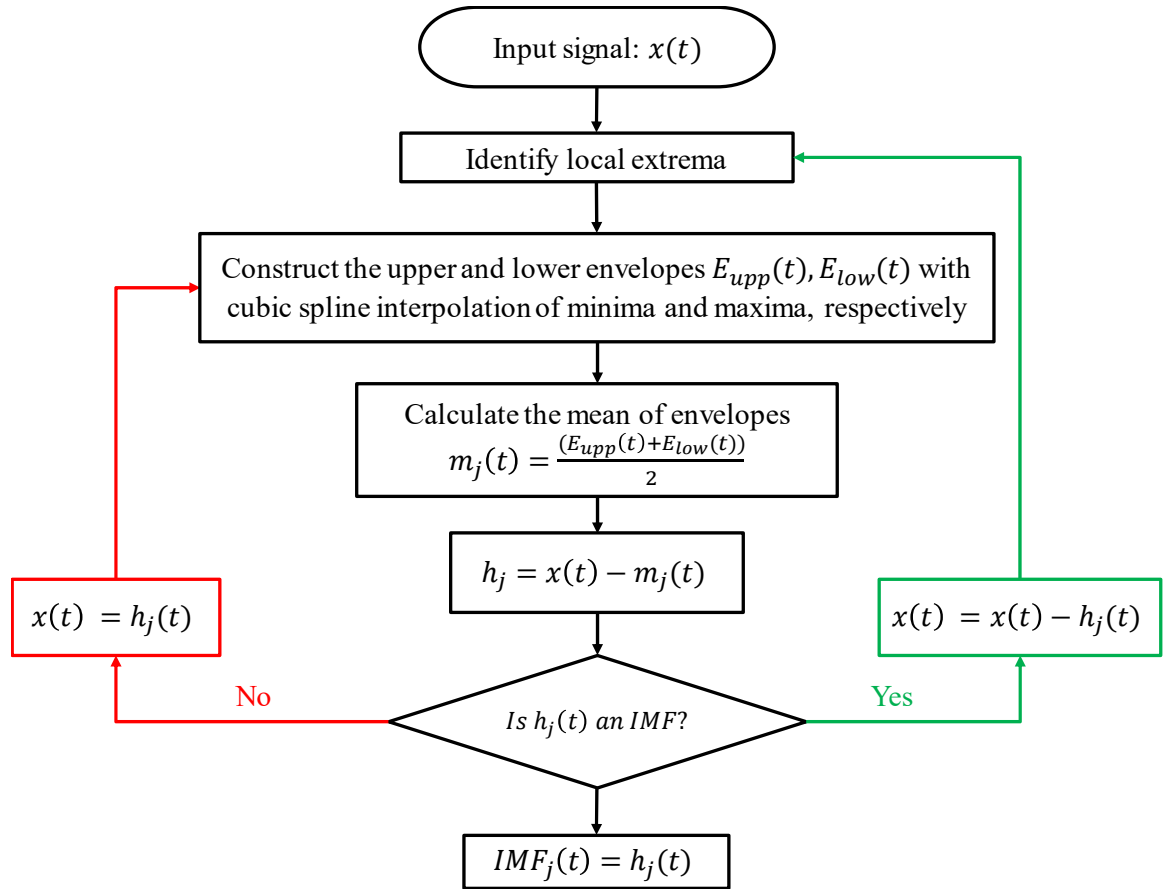 Input signal: x(t)
Identify local extrema
Construct the upper and lower envelopes E_upp(t), E_low(t) with
cubic spline interpolation of minima and maxima, respectively
Calculate the mean of envelopes
m_j(t) = (E_upp(t)+E_low(t)) / 2
h_j = x(t) − m_j(t)
x(t) = h_j(t)
x(t) = x(t) − h_j(t)
No
Yes
Is h_j(t) an IMF?
IMF_j(t) = h_j(t)